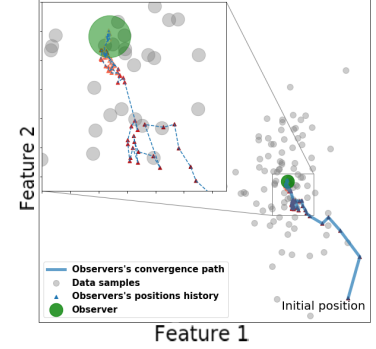 Feature 2
Initial position
Observers's convergence path
Data samples
Observers's positions history
Observer
Feature 1